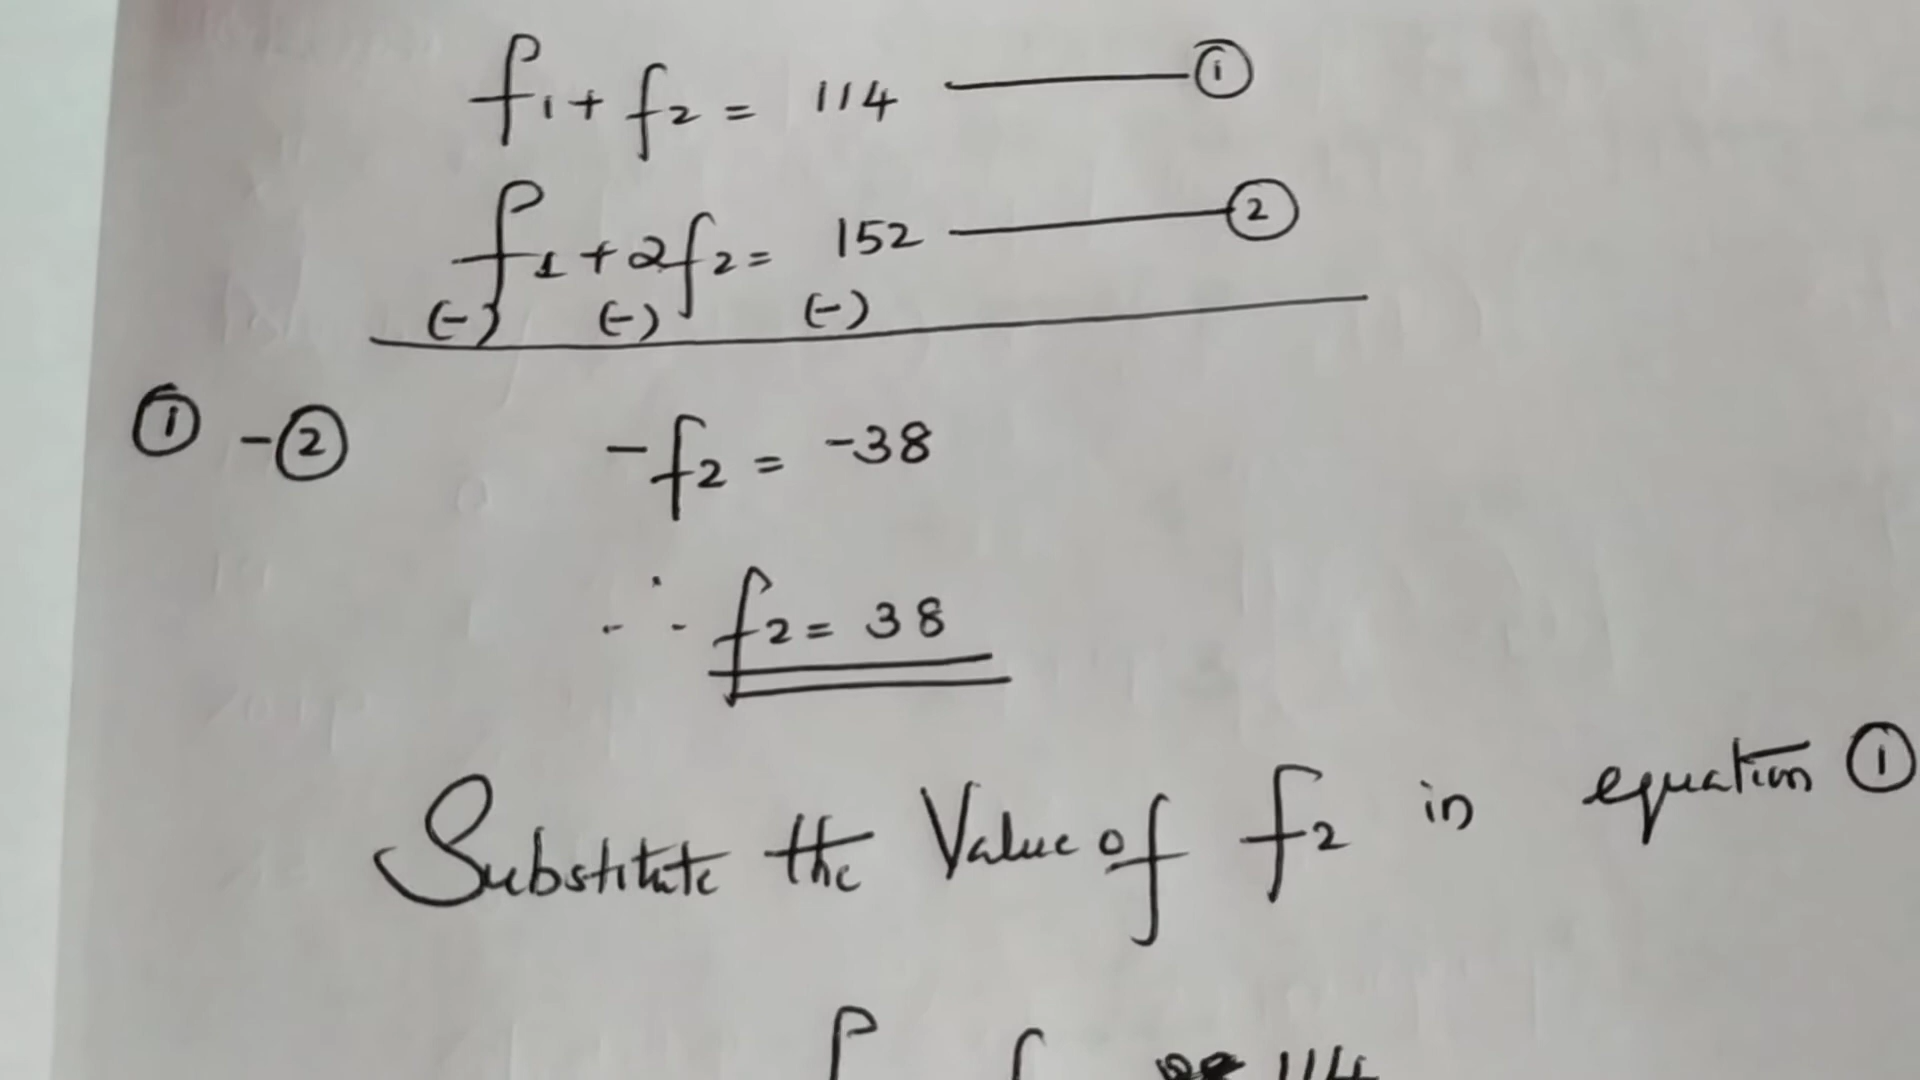 f₁ + f₂ = 114 —— ①
f₁ + 2f₂ = 152 —— ②
(-) (-) (-)
① - ② -f₂ = -38
∴ f₂ = 38
Substitute the Value of f₂ in equation ①
114